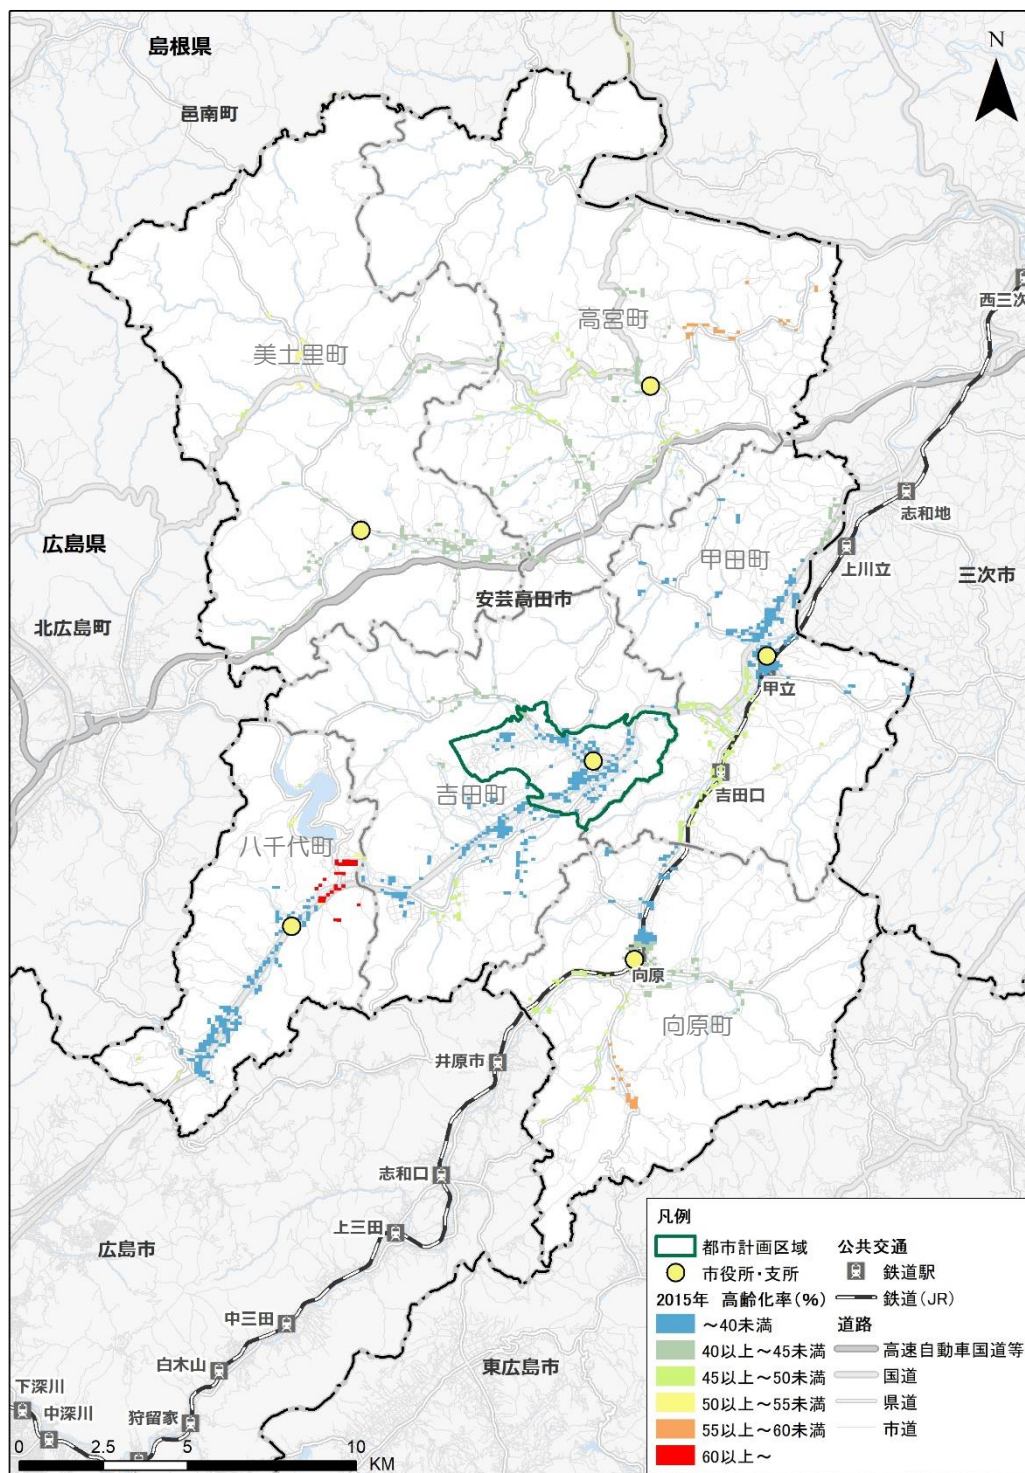 島根県
N
邑南町
西三次
高宮町
美土里町
志和地
広島県
甲田町
上川立
三次市
安芸高田市
北広島町
甲立
吉田口
吉田町
八千代町
向原
向原町
井原市
志和口
上三田
広島市
中三田
白木山
東広島市
下深川
中深川
狩留家
0 2.5 5 10
KM
凡例
都市計画区域
市役所・支所
2015年 高齢化率(%)
~40未満
40以上~45未満
45以上~50未満
50以上~55未満
55以上~60未満
60以上~
公共交通
鉄道駅
鉄道(JR)
道路
高速自動車国道等
国道
県道
市道